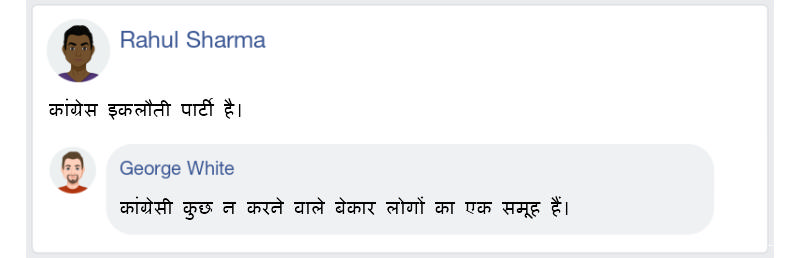 Rahul Sharma
कांग्रेस इकलौती पार्टी है।
George White
कांग्रेसी कुछ न करने वाले बेकार लोगों का एक समूह हैं।